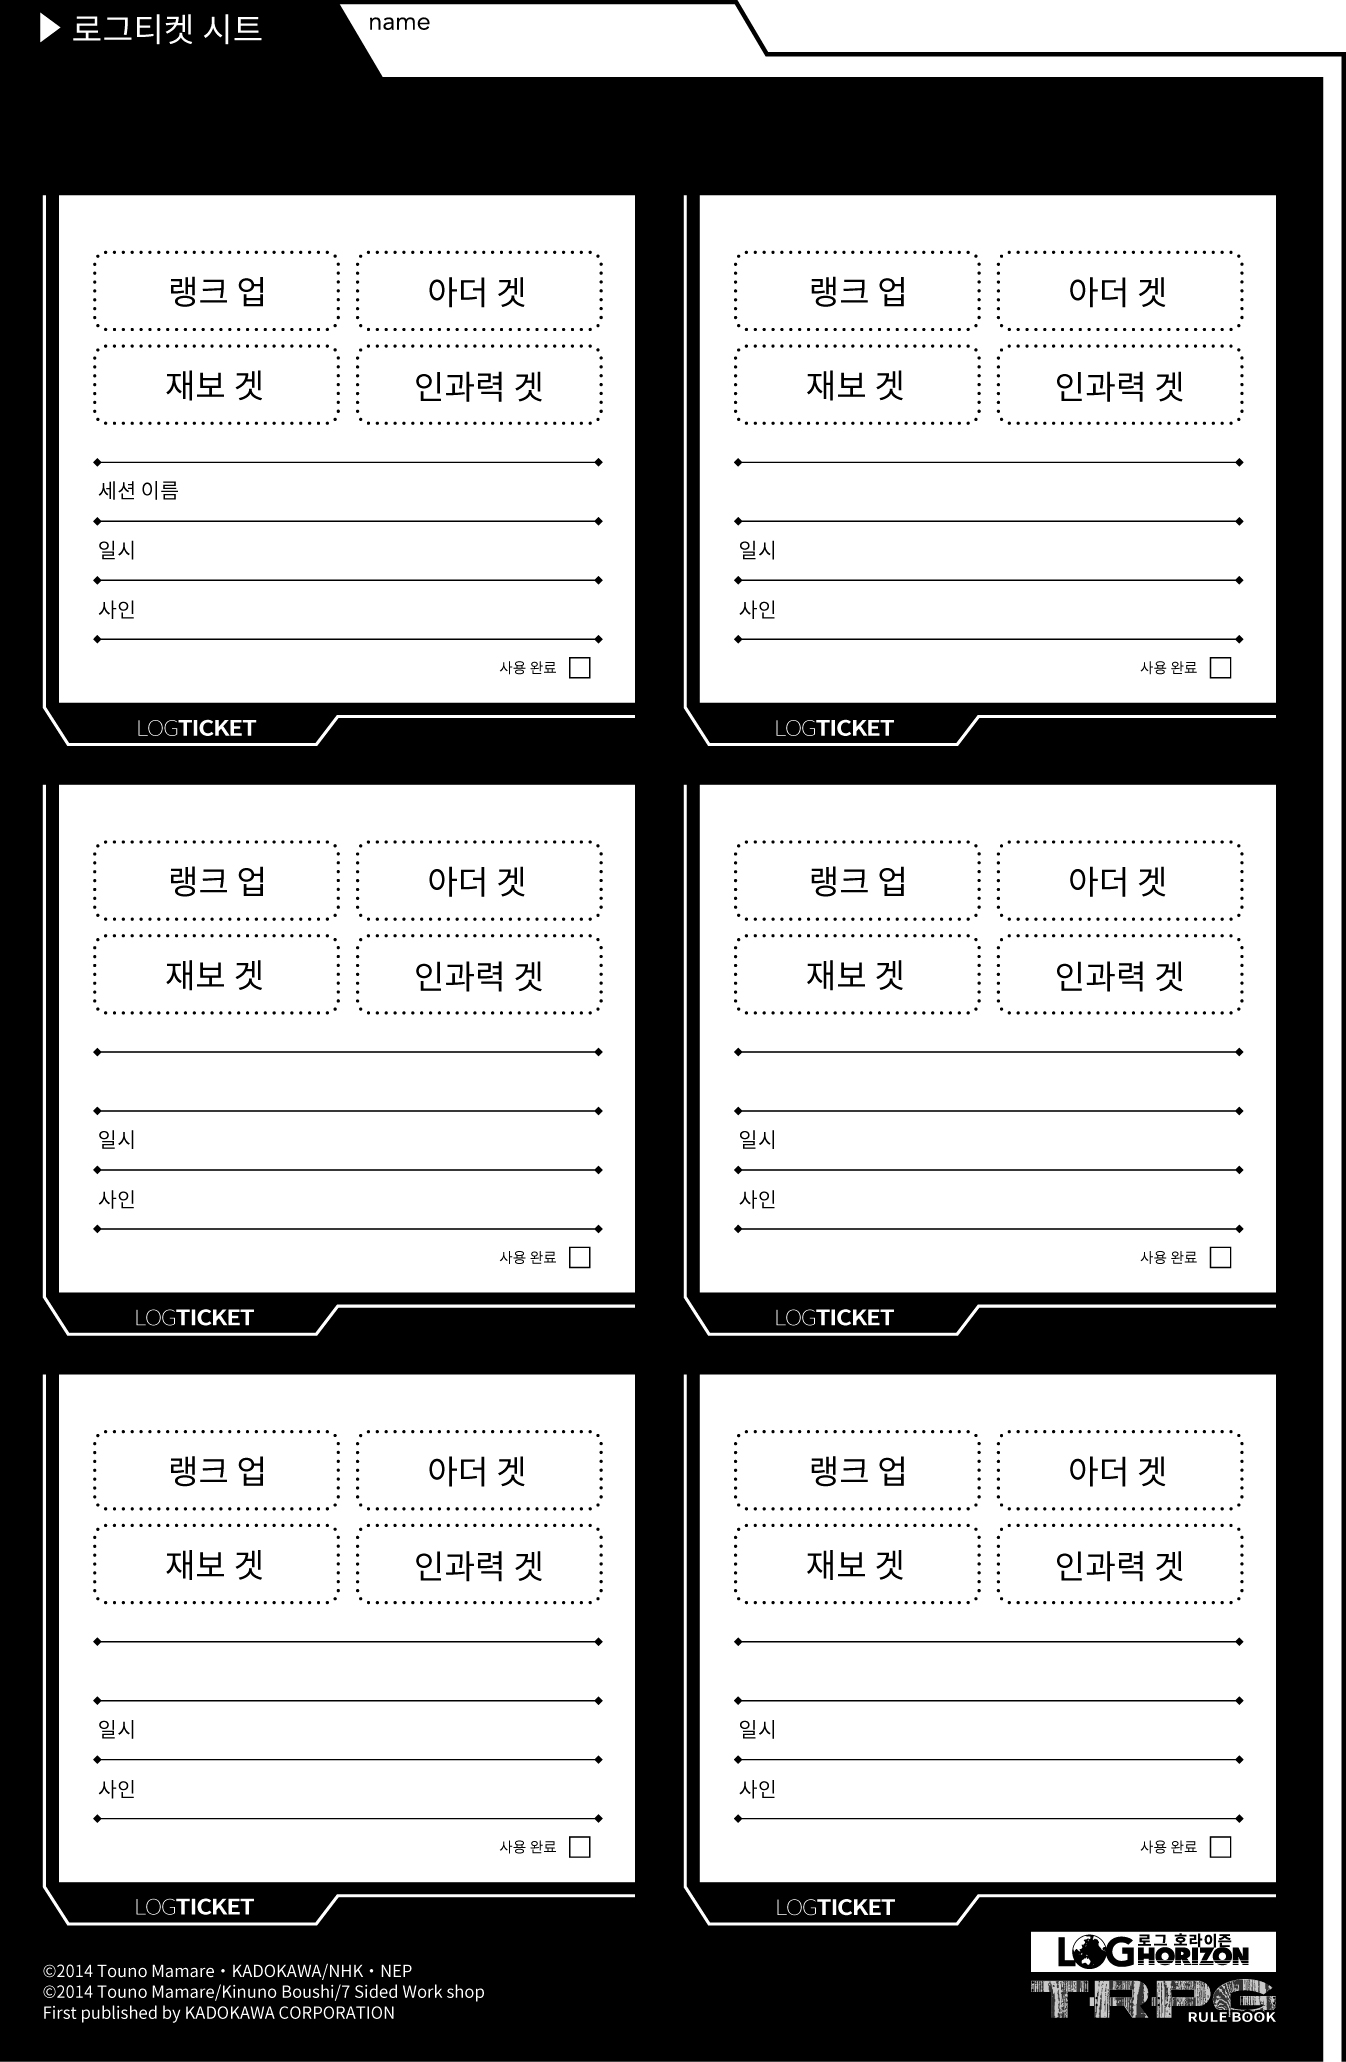 로그티켓 시트
name
랭크 업 아더 겟
재보 겟 인과력 겟
세션 이름
일시
사인
사용 완료
LOGTICKET
랭크 업 아더 겟
재보 겟 인과력 겟
일시
사인
사용 완료
LOGTICKET
랭크 업 아더 겟
재보 겟 인과력 겟
일시
사인
사용 완료
LOGTICKET
랭크 업 아더 겟
재보 겟 인과력 겟
일시
사인
사용 완료
LOGTICKET
랭크 업 아더 겟
재보 겟 인과력 겟
일시
사인
사용 완료
LOGTICKET
랭크 업 아더 겟
재보 겟 인과력 겟
일시
사인
사용 완료
LOGTICKET
©2014 Touno Mamare・KADOKAWA/NHK・NEP
©2014 Touno Mamare/Kinuno Boushi/7 Sided Work shop
First published by KADOKAWA CORPORATION
로그 호라이즌
LOG HORIZON
TRPG
RULE BOOK